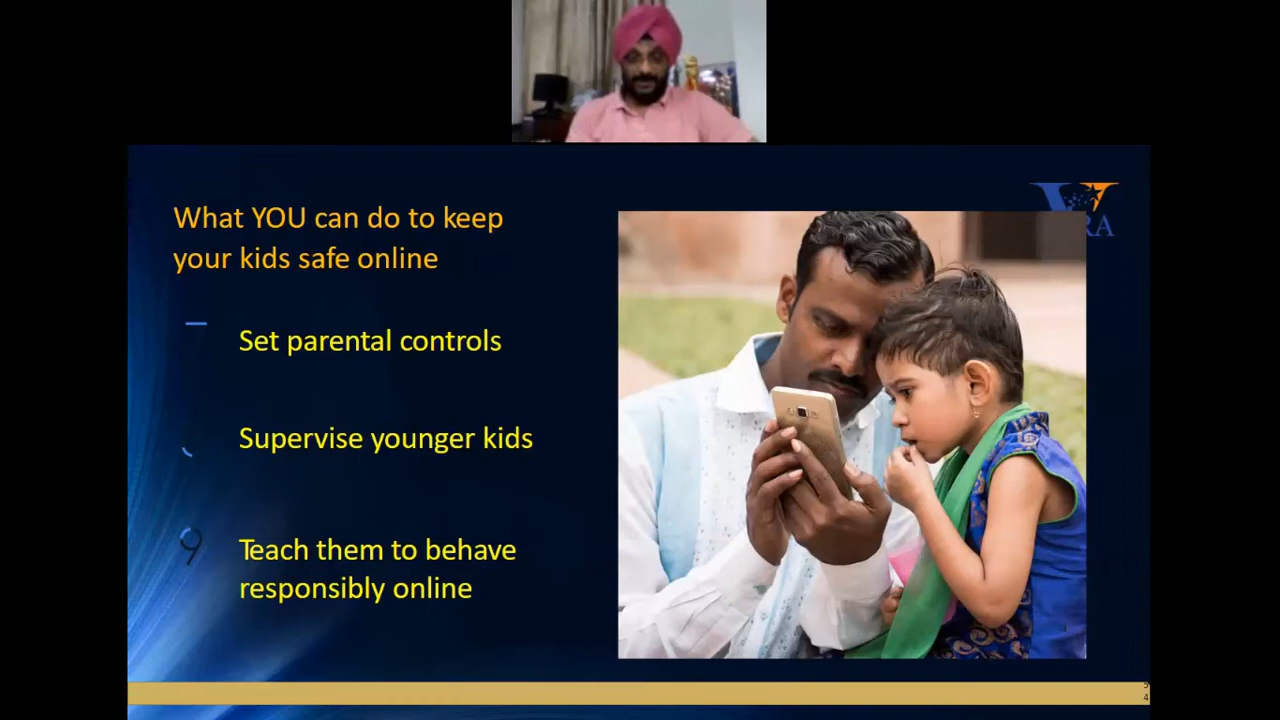 What YOU can do to keep
your kids safe online
Set parental controls
Supervise younger kids
Teach them to behave
responsibly online